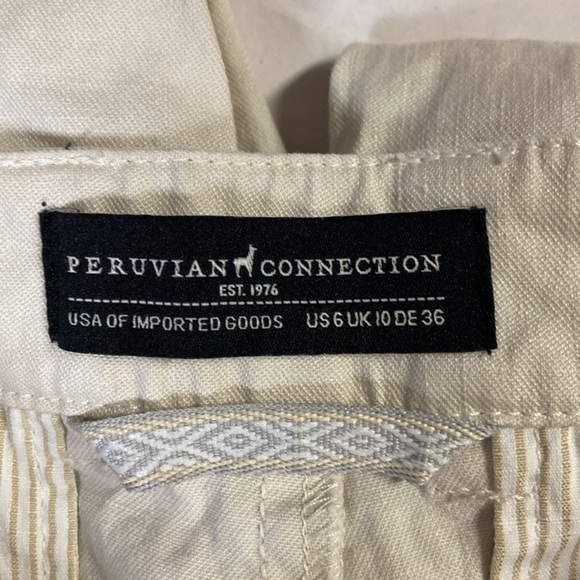 PERUVIAN CONNECTION
EST. 1976
USA OF IMPORTED GOODS US 6 UK 10 DE 36